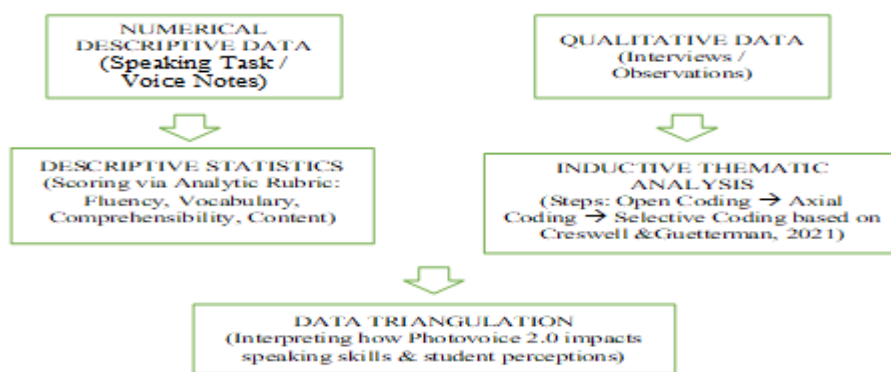 NUMERICAL
DESCRIPTIVE DATA
(Speaking Task /
Voice Notes)
QUALITATIVE DATA
(Interviews /
Observations)
DESCRIPTIVE STATISTICS
(Scoring via Analytic Rubric:
Fluency, Vocabulary,
Comprehensibility, Content)
INDUCTIVE THEMATIC
ANALYSIS
(Steps: Open Coding → Axial
Coding → Selective Coding based on
Creswell &Guetterman, 2021)
DATA TRIANGULATION
(Interpreting how Photovoice 2.0 impacts
speaking skills & student perceptions)